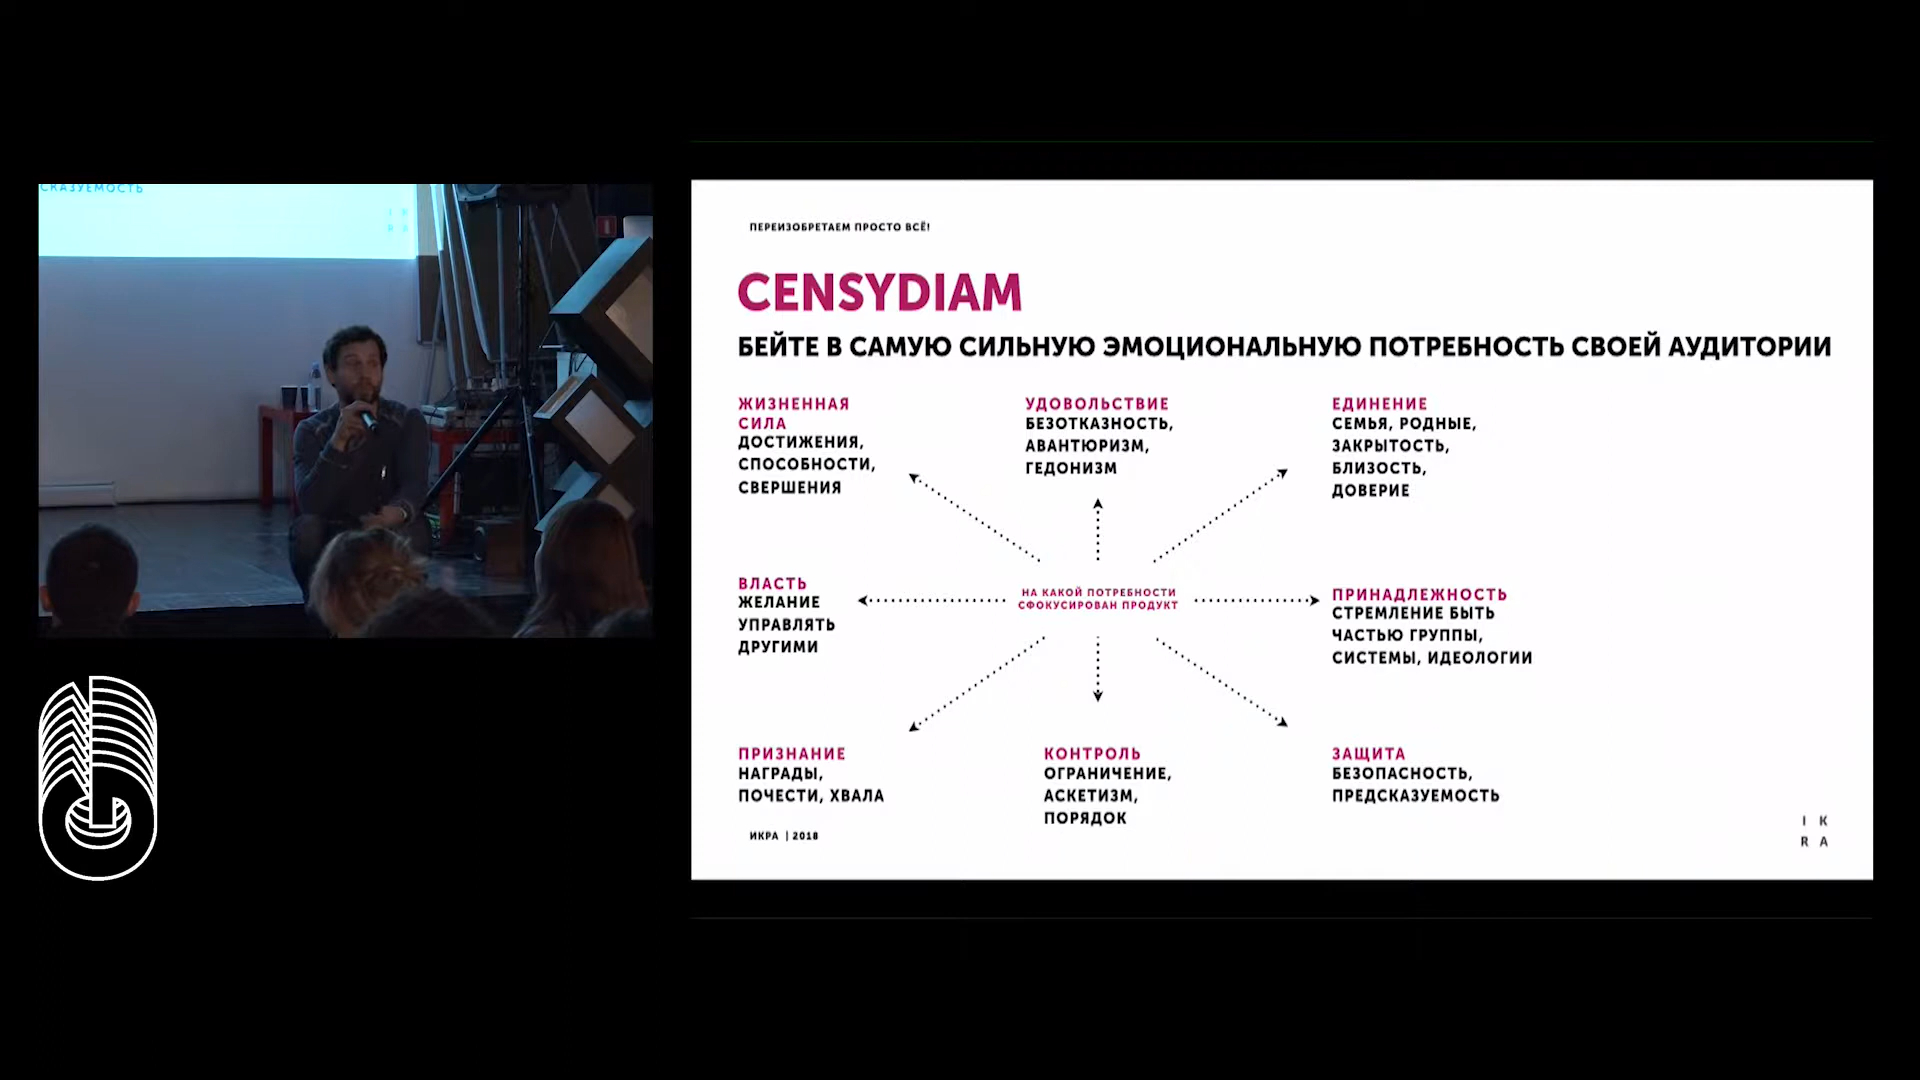 СКАЗУЕМОСТЬ
I K
R A
ПЕРЕИЗОБРЕТАЕМ ПРОСТО ВСЁ!
CENSYDIAM
БЕЙТЕ В САМУЮ СИЛЬНУЮ ЭМОЦИОНАЛЬНУЮ ПОТРЕБНОСТЬ СВОЕЙ АУДИТОРИИ
ЖИЗНЕННАЯ
СИЛА
ДОСТИЖЕНИЯ,
СПОСОБНОСТИ,
СВЕРШЕНИЯ
УДОВОЛЬСТВИЕ
БЕЗОТКАЗНОСТЬ,
АВАНТЮРИЗМ,
ГЕДОНИЗМ
ЕДИНЕНИЕ
СЕМЬЯ, РОДНЫЕ,
ЗАКРЫТОСТЬ,
БЛИЗОСТЬ,
ДОВЕРИЕ
ВЛАСТЬ
ЖЕЛАНИЕ
УПРАВЛЯТЬ
ДРУГИМИ
НА КАКОЙ ПОТРЕБНОСТИ
СФОКУСИРОВАН ПРОДУКТ
ПРИНАДЛЕЖНОСТЬ
СТРЕМЛЕНИЕ БЫТЬ
ЧАСТЬЮ ГРУППЫ,
СИСТЕМЫ, ИДЕОЛОГИИ
ПРИЗНАНИЕ
НАГРАДЫ,
ПОЧЕСТИ, ХВАЛА
КОНТРОЛЬ
ОГРАНИЧЕНИЕ,
АСКЕТИЗМ,
ПОРЯДОК
ЗАЩИТА
БЕЗОПАСНОСТЬ,
ПРЕДСКАЗУЕМОСТЬ
ИКРА | 2018
I K
R A